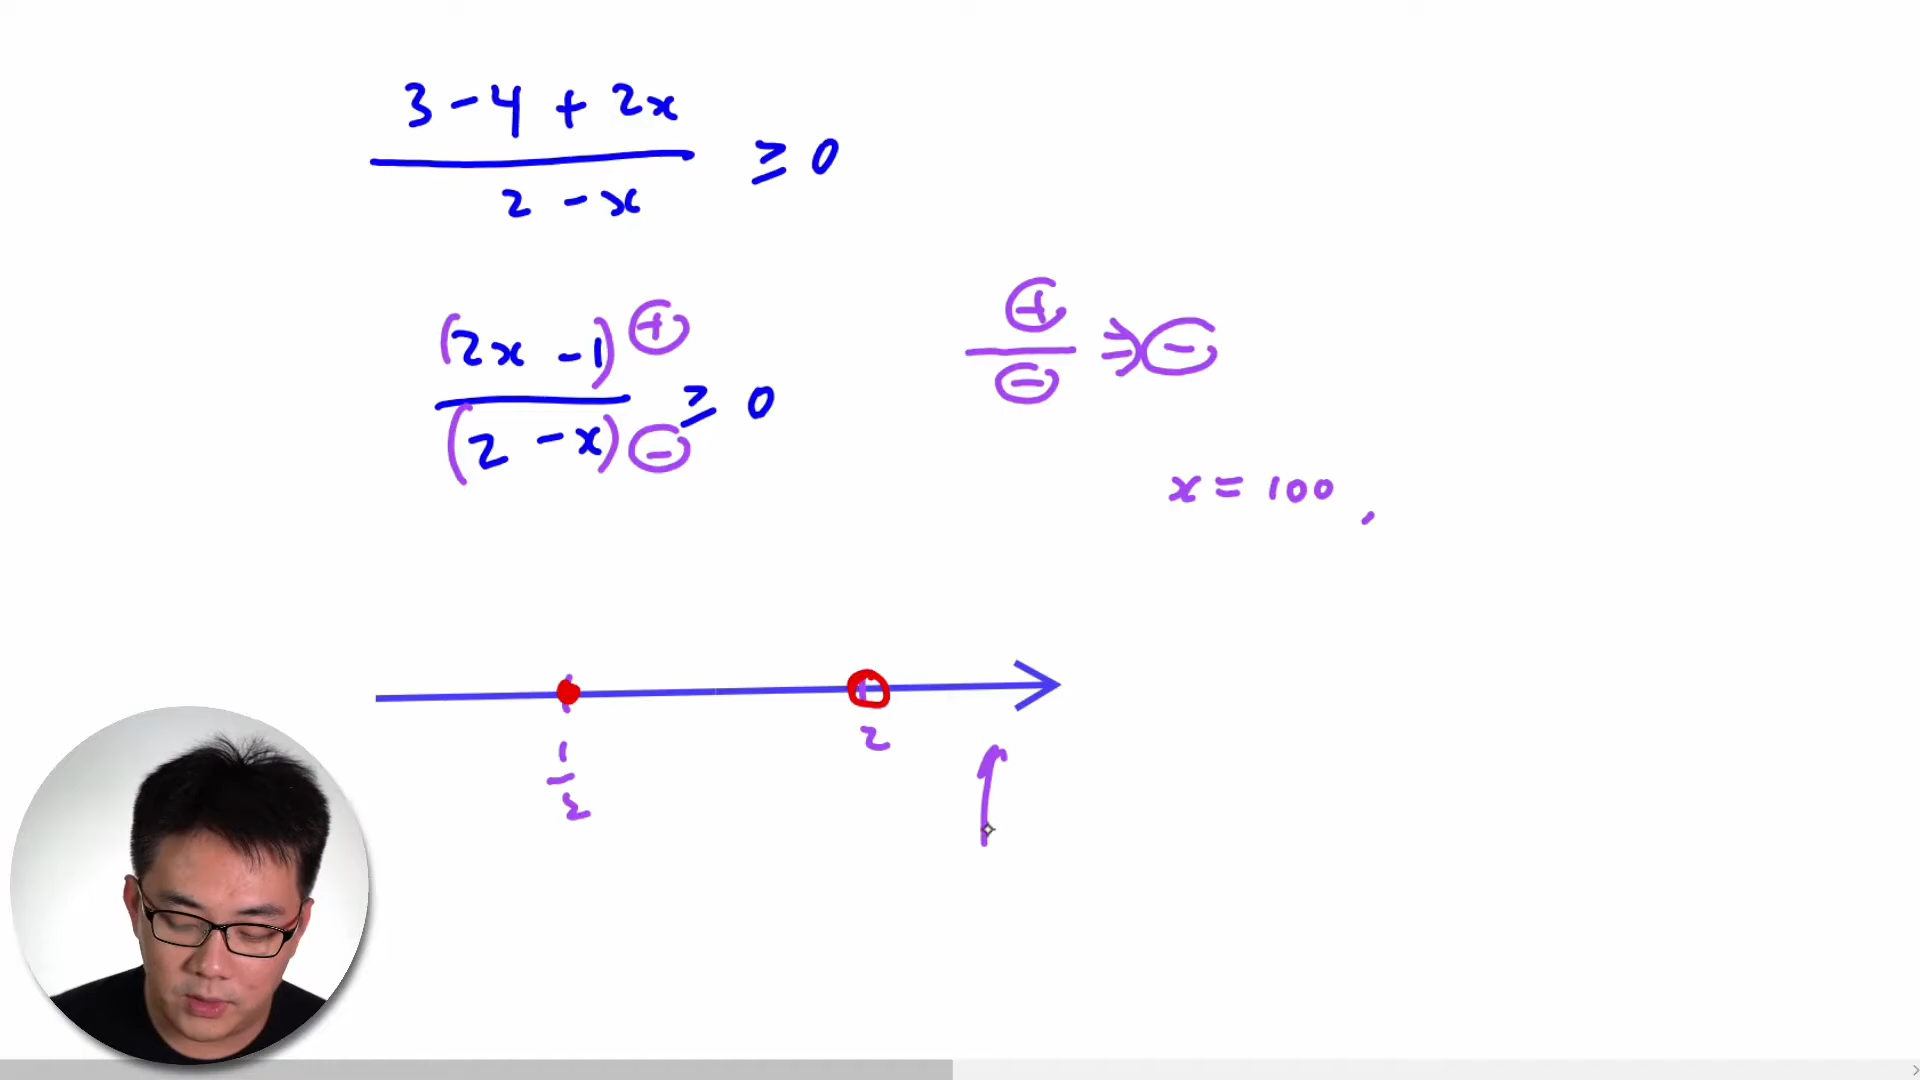 3 - 4 + 2x
2 - x
≥ 0
(2x - 1) +
(2 - x) -
≥ 0
+
-
⇒ -
x = 100 ,
1
2
2